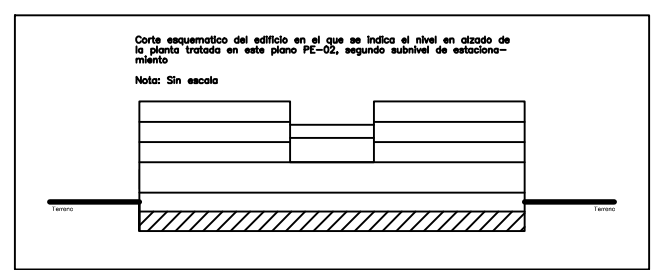 Corte esquematico del edificio en el que se indica el nivel en alzado de
la planta tratada en este plano PE-02, segundo subnivel de estaciona-
miento
Nota: Sin escala
Terreno
Terreno